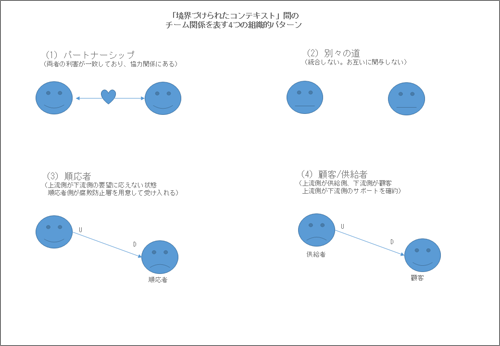 「境界づけられたコンテキスト」間の
チーム関係を表す4つの組織的パターン
(1) パートナーシップ
(両者の利害が一致しており、協力関係にある)
(2) 別々の道
(統合しない。お互いに関与しない)
(3) 順応者
(上流側が下流側の要望に応えない状態
順応者側が腐敗防止層を用意して受け入れる)
U
D
順応者
(4) 顧客/供給者
(上流側が供給側、下流側が顧客
上流側が下流側のサポートを確約)
U
供給者
D
顧客